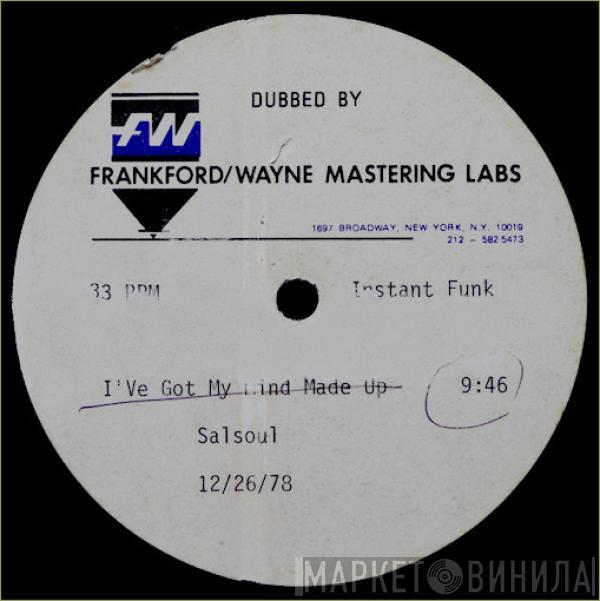 DUBBED BY
FW
FRANKFORD/WAYNE MASTERING LABS
1697 BROADWAY, NEW YORK, N.Y. 10019
212 – 582-5473
33 RPM
Instant Funk
I'Ve Got My Mind Made Up
9:46
Salsoul
12/26/78
МАРКЕТ ВИНИЛА